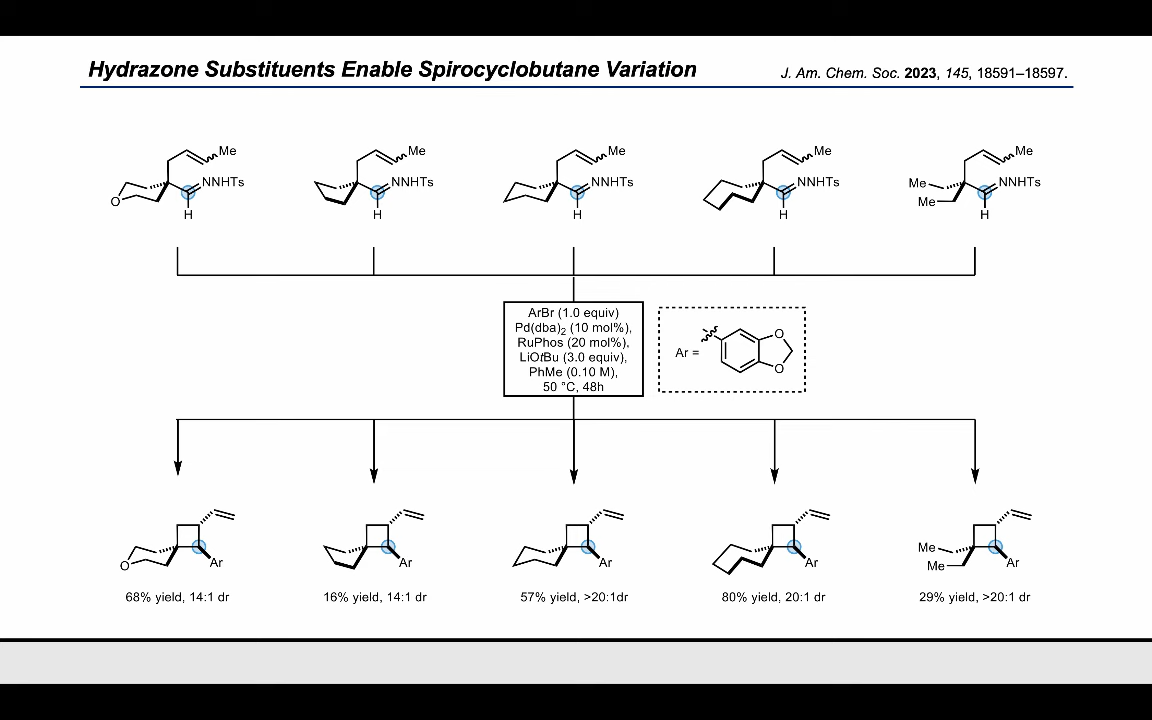 Hydrazone Substituents Enable Spirocyclobutane Variation
J. Am. Chem. Soc. 2023, 145, 18591–18597.
Me
Me
Me
Me
Me
NNHTs
NNHTs
NNHTs
NNHTs
Me
NNHTs
O
Me
H
H
H
H
H
ArBr (1.0 equiv)
Pd(dba)2 (10 mol%),
RuPhos (20 mol%),
LiOtBu (3.0 equiv),
PhMe (0.10 M),
50 °C, 48h
Ar =
O
O
O
Ar
Ar
Ar
Ar
Me
Me
Ar
68% yield, 14:1 dr
16% yield, 14:1 dr
57% yield, >20:1dr
80% yield, 20:1 dr
29% yield, >20:1 dr